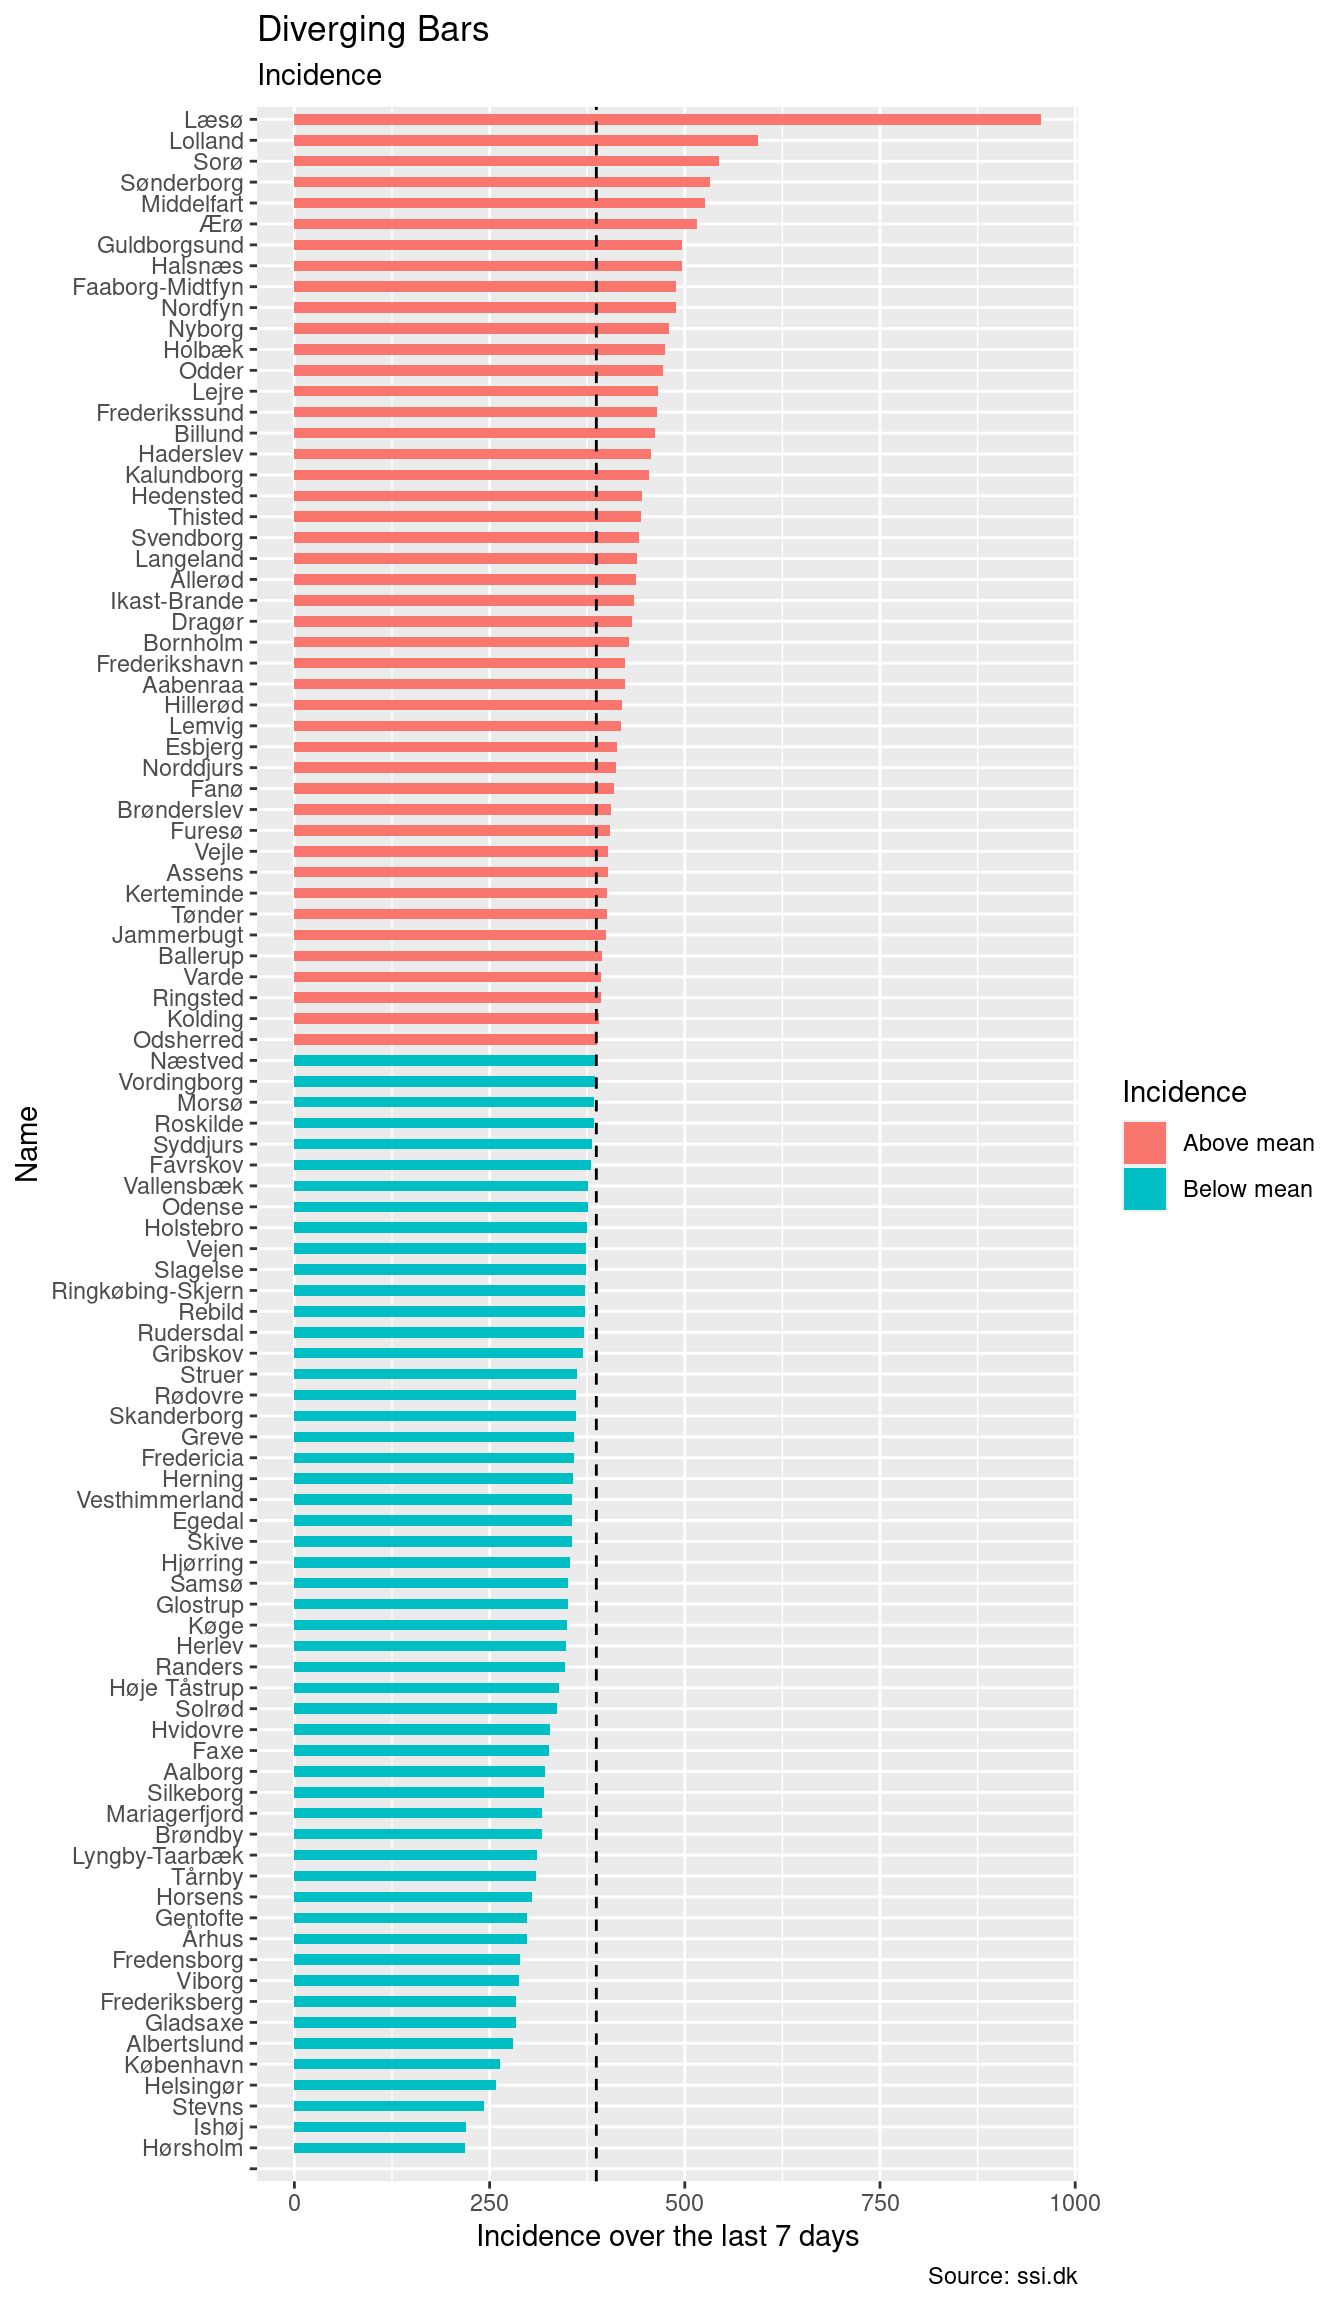 Diverging Bars
Incidence
Læsø
Lolland
Sorø
Sønderborg
Middelfart
Ærø
Guldborgsund
Halsnæs
Faaborg-Midtfyn
Nordfyn
Nyborg
Holbæk
Odder
Lejre
Frederikssund
Billund
Haderslev
Kalundborg
Hedensted
Thisted
Svendborg
Langeland
Allerød
Ikast-Brande
Dragør
Bornholm
Frederikshavn
Aabenraa
Hillerød
Lemvig
Esbjerg
Norddjurs
Fanø
Brønderslev
Furesø
Vejle
Assens
Kerteminde
Tønder
Jammerbugt
Ballerup
Varde
Ringsted
Kolding
Odsherred
Næstved
Vordingborg
Morsø
Roskilde
Syddjurs
Favrskov
Vallensbæk
Odense
Holstebro
Vejen
Slagelse
Ringkøbing-Skjern
Rebild
Rudersdal
Gribskov
Struer
Rødovre
Skanderborg
Greve
Fredericia
Herning
Vesthimmerland
Egedal
Skive
Hjørring
Samsø
Glostrup
Køge
Herlev
Randers
Høje Tåstrup
Solrød
Hvidovre
Faxe
Aalborg
Silkeborg
Mariagerfjord
Brøndby
Lyngby-Taarbæk
Tårnby
Horsens
Gentofte
Århus
Fredensborg
Viborg
Frederiksberg
Gladsaxe
Albertslund
København
Helsingør
Stevns
Ishøj
Hørsholm
Name
0 250 500 750 1000
Incidence over the last 7 days
Source: ssi.dk
Incidence
Above mean
Below mean